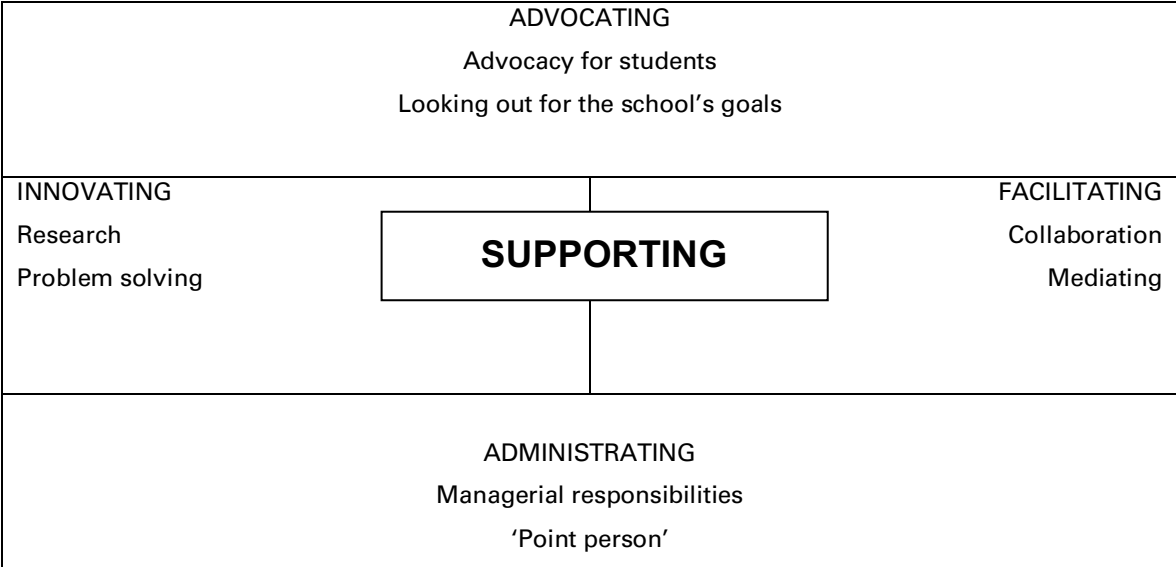 ADVOCATING
Advocacy for students
Looking out for the school’s goals
INNOVATING
Research
Problem solving
SUPPORTING
FACILITATING
Collaboration
Mediating
ADMINISTRATING
Managerial responsibilities
‘Point person’